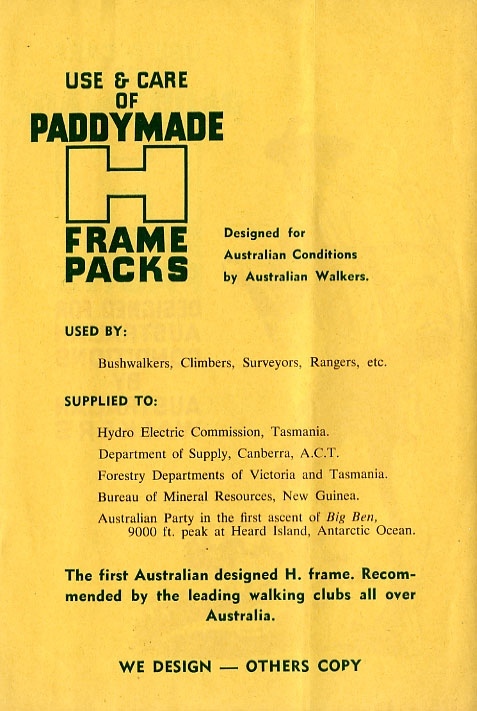 USE & CARE
OF
PADDYMADE
H
FRAME
PACKS
Designed for
Australian Conditions
by Australian Walkers.
USED BY:
Bushwalkers, Climbers, Surveyors, Rangers, etc.
SUPPLIED TO:
Hydro Electric Commission, Tasmania.
Department of Supply, Canberra, A.C.T.
Forestry Departments of Victoria and Tasmania.
Bureau of Mineral Resources, New Guinea.
Australian Party in the first ascent of Big Ben,
9000 ft. peak at Heard Island, Antarctic Ocean.
The first Australian designed H. frame. Recom-
mended by the leading walking clubs all over
Australia.
WE DESIGN — OTHERS COPY